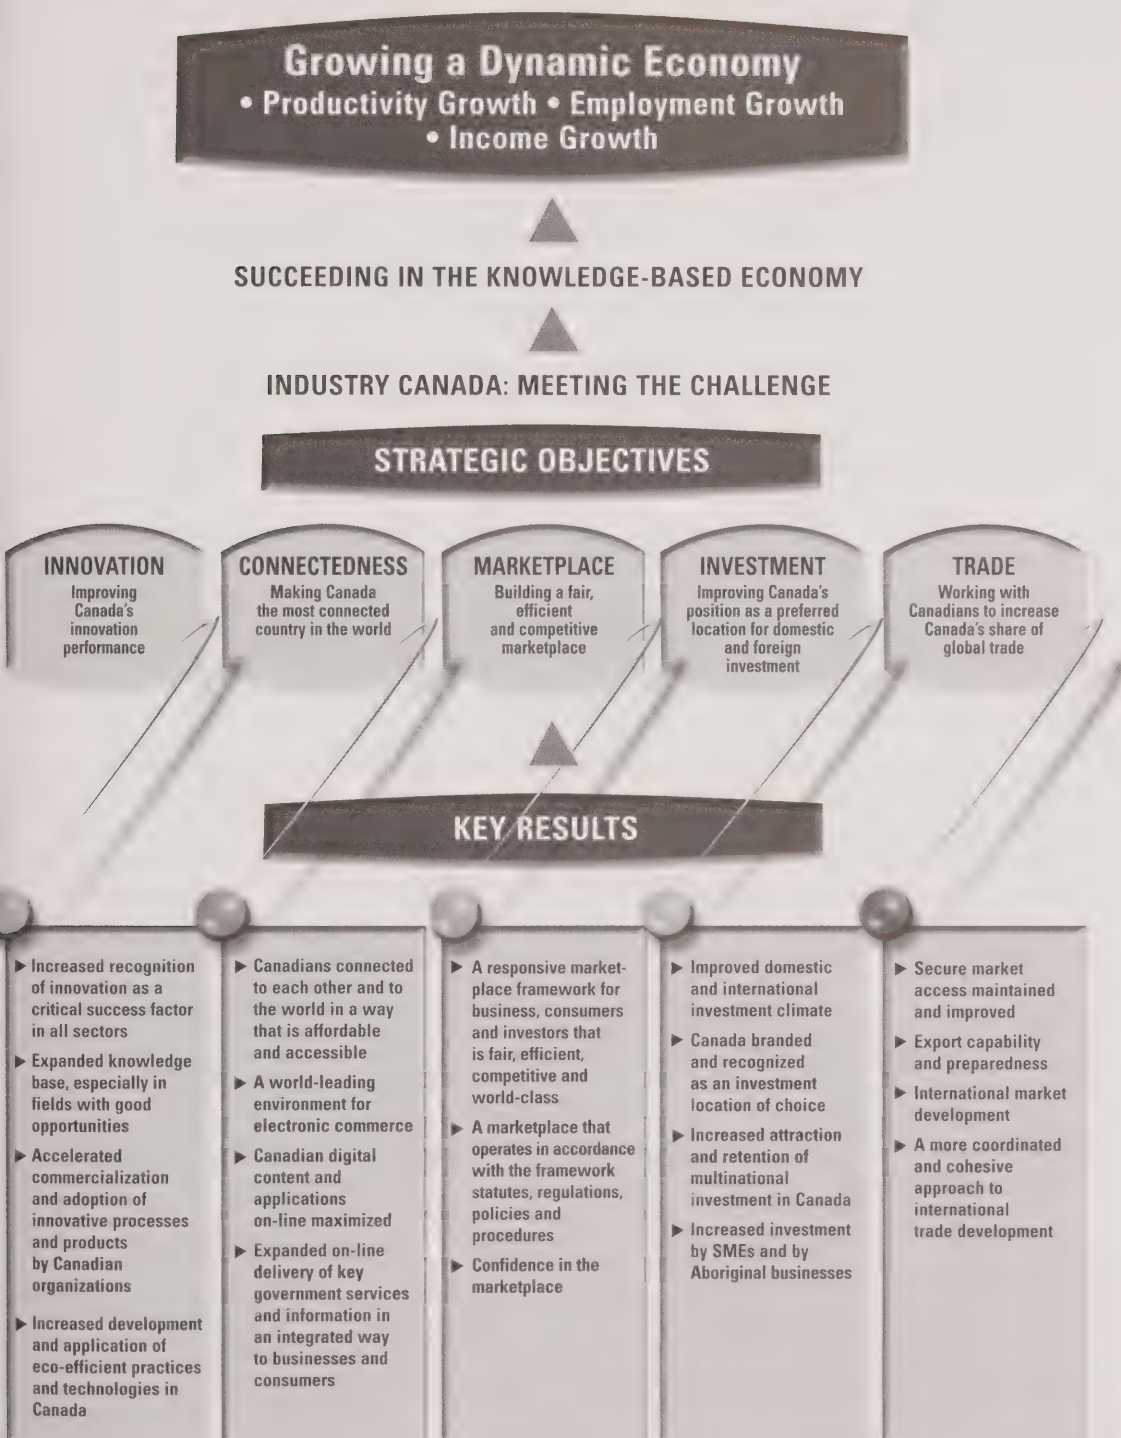 Growing a Dynamic Economy
• Productivity Growth • Employment Growth
• Income Growth
SUCCEEDING IN THE KNOWLEDGE-BASED ECONOMY
INDUSTRY CANADA: MEETING THE CHALLENGE
STRATEGIC OBJECTIVES
INNOVATION
Improving
Canada's
innovation
performance
CONNECTEDNESS
Making Canada
the most connected
country in the world
MARKETPLACE
Building a fair,
efficient
and competitive
marketplace
INVESTMENT
Improving Canada's
position as a preferred
location for domestic
and foreign
investment
TRADE
Working with
Canadians to increase
Canada's share of
global trade
KEY RESULTS
▶ Increased recognition
of innovation as a
critical success factor
in all sectors
▶ Expanded knowledge
base, especially in
fields with good
opportunities
▶ Accelerated
commercialization
and adoption of
innovative processes
and products
by Canadian
organizations
▶ Increased development
and application of
eco-efficient practices
and technologies in
Canada
▶ Canadians connected
to each other and to
the world in a way
that is affordable
and accessible
▶ A world-leading
environment for
electronic commerce
▶ Canadian digital
content and
applications
on-line maximized
▶ Expanded on-line
delivery of key
government services
and information in
an integrated way
to businesses and
consumers
▶ A responsive market-
place framework for
business, consumers
and investors that
is fair, efficient,
competitive and
world-class
▶ A marketplace that
operates in accordance
with the framework
statutes, regulations,
policies and
procedures
▶ Confidence in the
marketplace
▶ Improved domestic
and international
investment climate
▶ Canada branded
and recognized
as an investment
location of choice
▶ Increased attraction
and retention of
multinational
investment in Canada
▶ Increased investment
by SMEs and by
Aboriginal businesses
▶ Secure market
access maintained
and improved
▶ Export capability
and preparedness
▶ International market
development
▶ A more coordinated
and cohesive
approach to
international
trade development